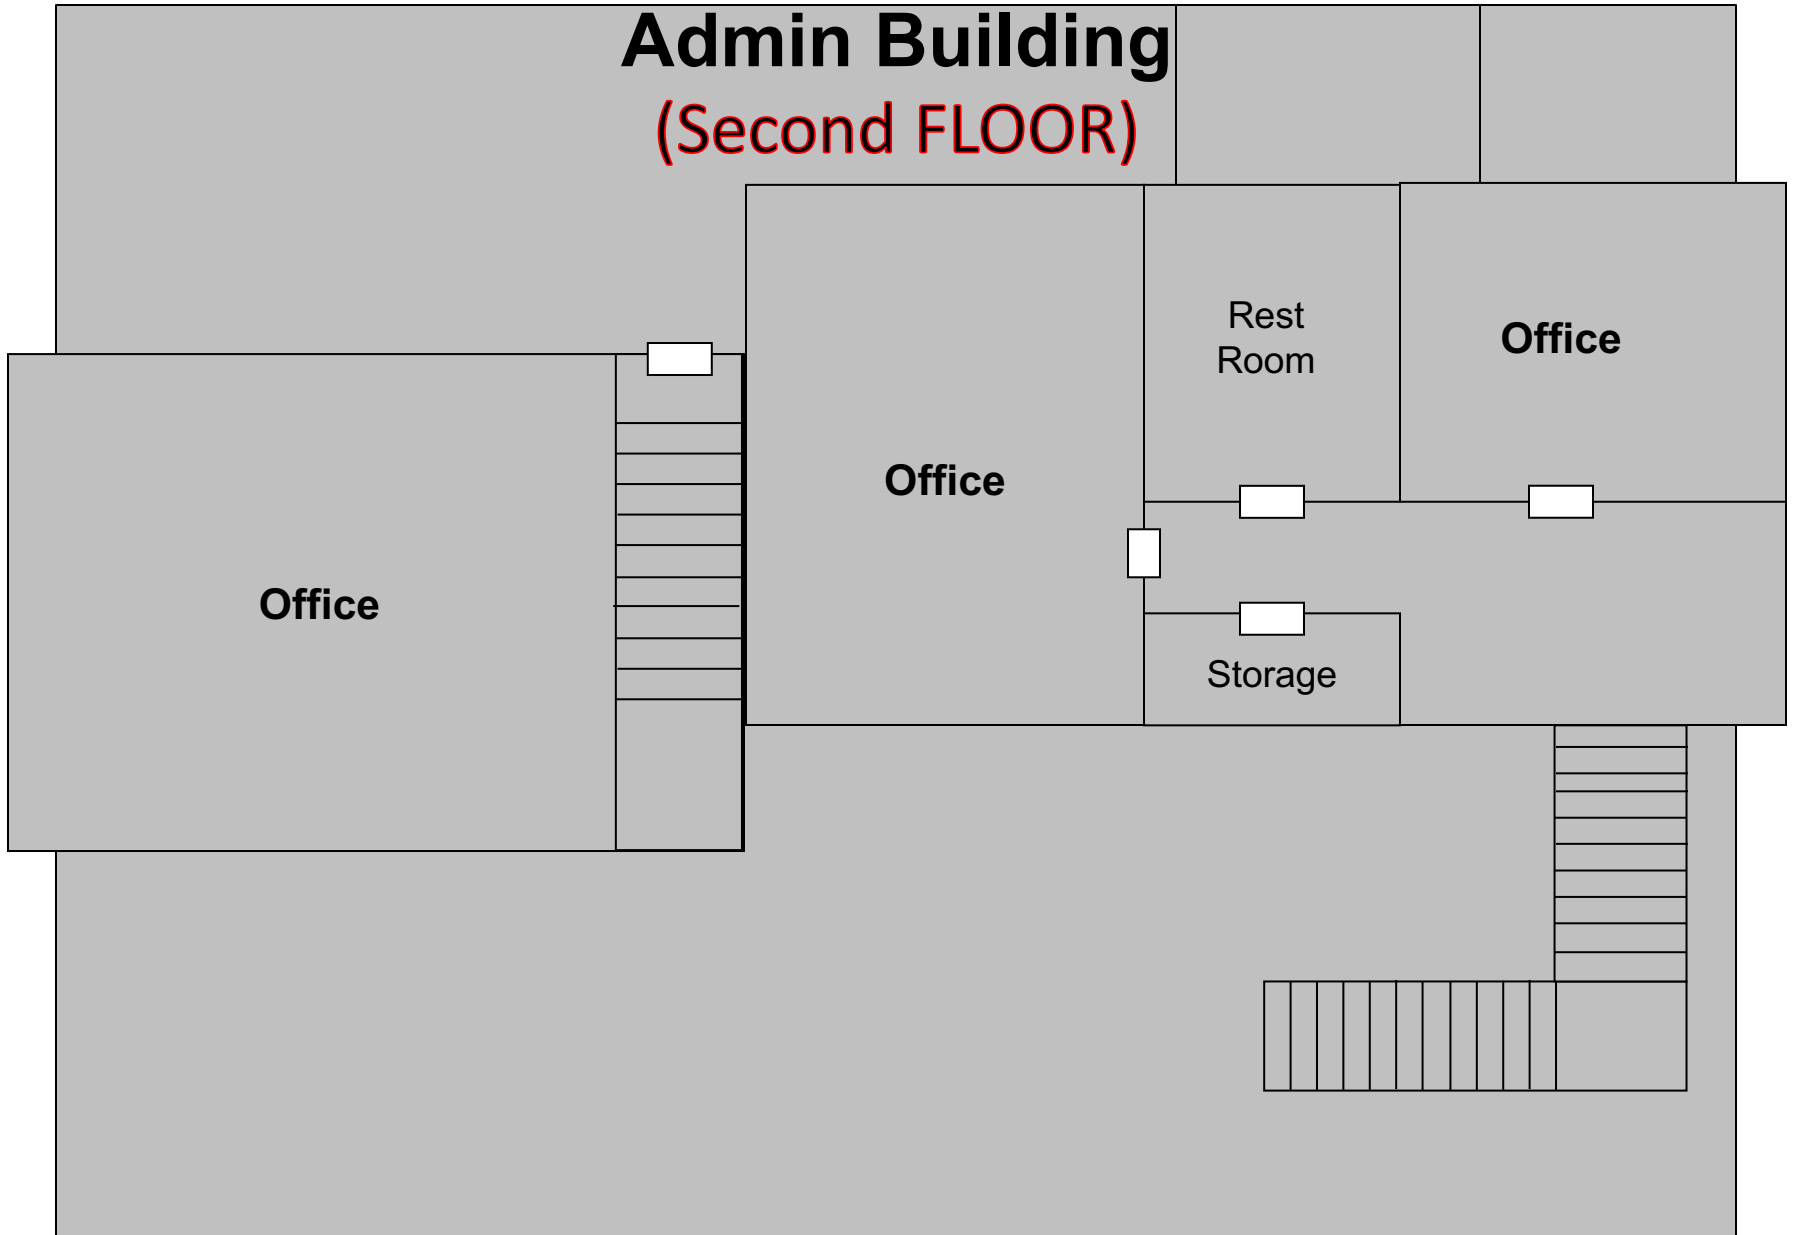 Admin Building
(Second FLOOR)
Rest
Room
Office
Office
Office
Storage